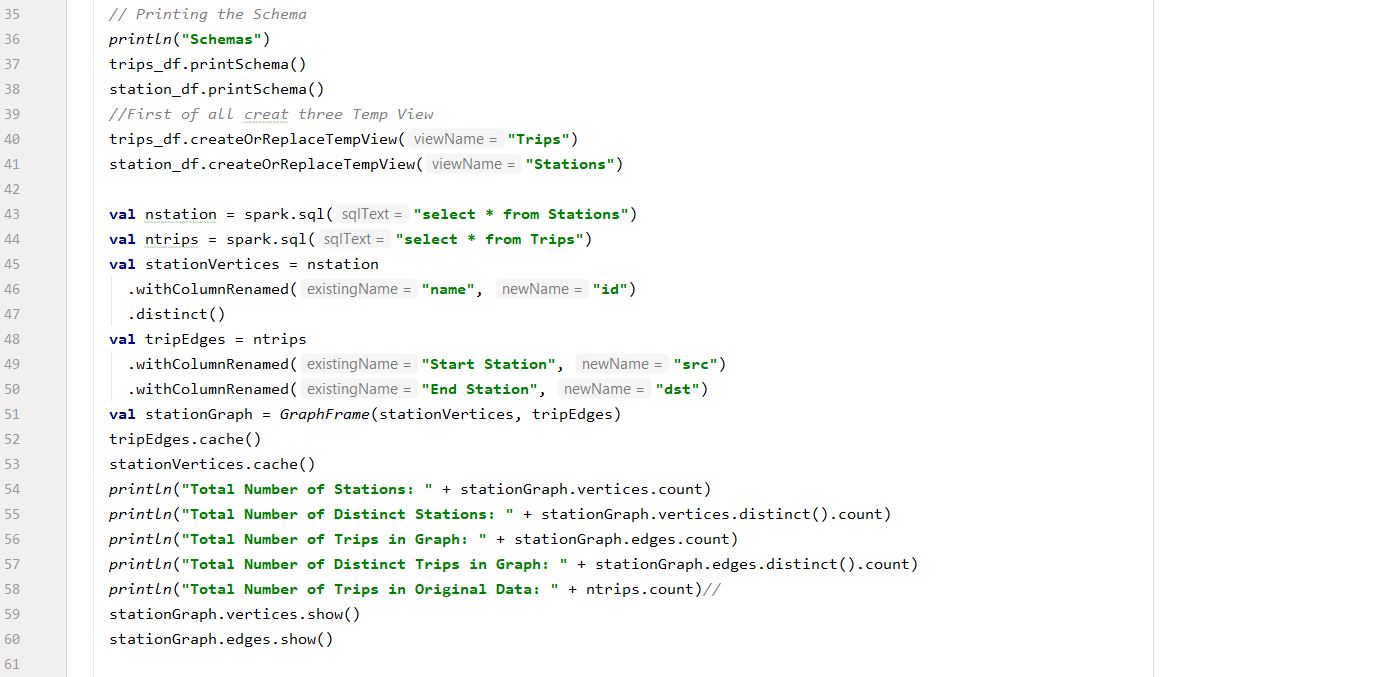 35 // Printing the Schema
36 println("Schemas")
37 trips_df.printSchema()
38 station_df.printSchema()
39 //First of all creat three Temp View
40 trips_df.createOrReplaceTempView( viewName = "Trips")
41 station_df.createOrReplaceTempView( viewName = "Stations")
42
43 val nstation = spark.sql( sqlText = "select * from Stations")
44 val ntrips = spark.sql( sqlText = "select * from Trips")
45 val stationVertices = nstation
46 .withColumnRenamed( existingName = "name", newName = "id")
47 .distinct()
48 val tripEdges = ntrips
49 .withColumnRenamed( existingName = "Start Station", newName = "src")
50 .withColumnRenamed( existingName = "End Station", newName = "dst")
51 val stationGraph = GraphFrame(stationVertices, tripEdges)
52 tripEdges.cache()
53 stationVertices.cache()
54 println("Total Number of Stations: " + stationGraph.vertices.count)
55 println("Total Number of Distinct Stations: " + stationGraph.vertices.distinct().count)
56 println("Total Number of Trips in Graph: " + stationGraph.edges.count)
57 println("Total Number of Distinct Trips in Graph: " + stationGraph.edges.distinct().count)
58 println("Total Number of Trips in Original Data: " + ntrips.count)//
59 stationGraph.vertices.show()
60 stationGraph.edges.show()
61